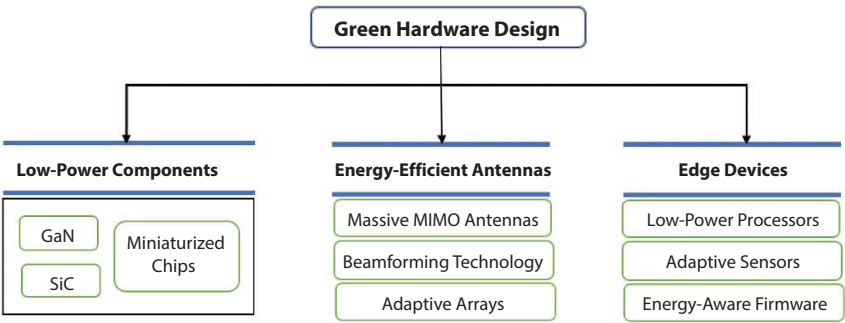 Green Hardware Design
Low-Power Components
GaN
SiC
Miniaturized
Chips
Energy-Efficient Antennas
Massive MIMO Antennas
Beamforming Technology
Adaptive Arrays
Edge Devices
Low-Power Processors
Adaptive Sensors
Energy-Aware Firmware